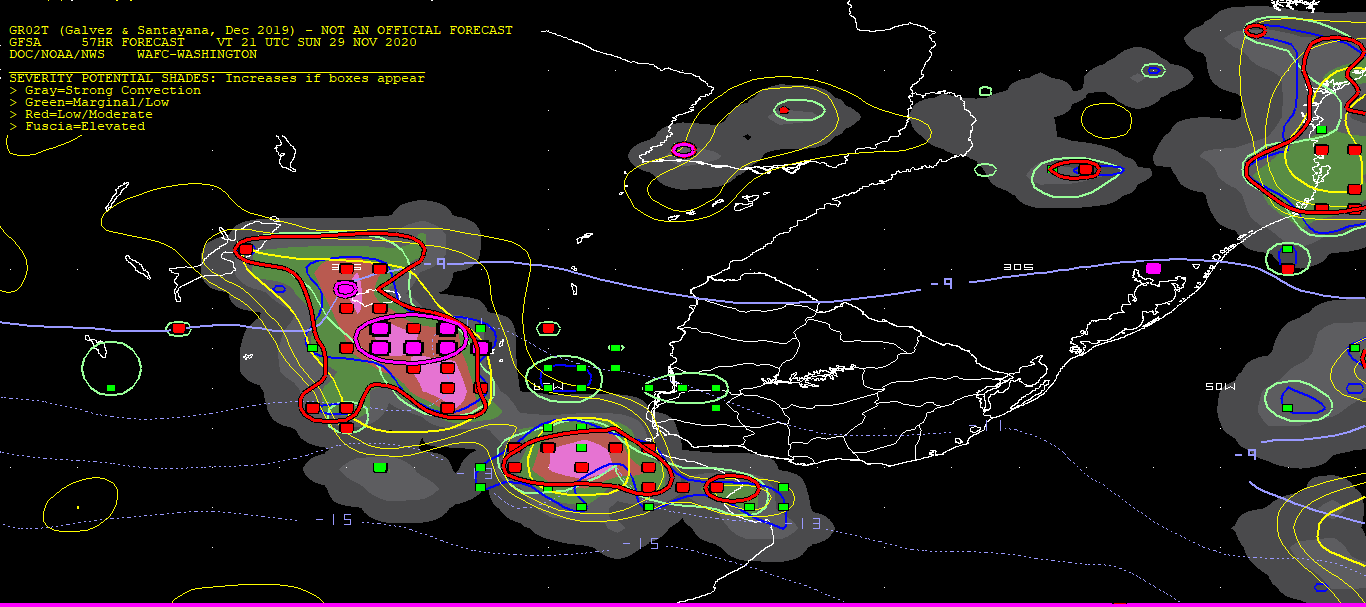 GR02T (Galvez & Santayana, Dec 2019) - NOT AN OFFICIAL FORECAST
GFSA 57HR FORECAST VT 21 UTC SUN 29 NOV 2020
DOC/NOAA/NWS WAFC-WASHINGTON
SEVERITY POTENTIAL SHADES: Increases if boxes appear
> Gray=Strong Convection
> Green=Marginal/Low
> Red=Low/Moderate
> Fuscia=Elevated
-9
30S
-9
50W
-9
-15
-13
-15